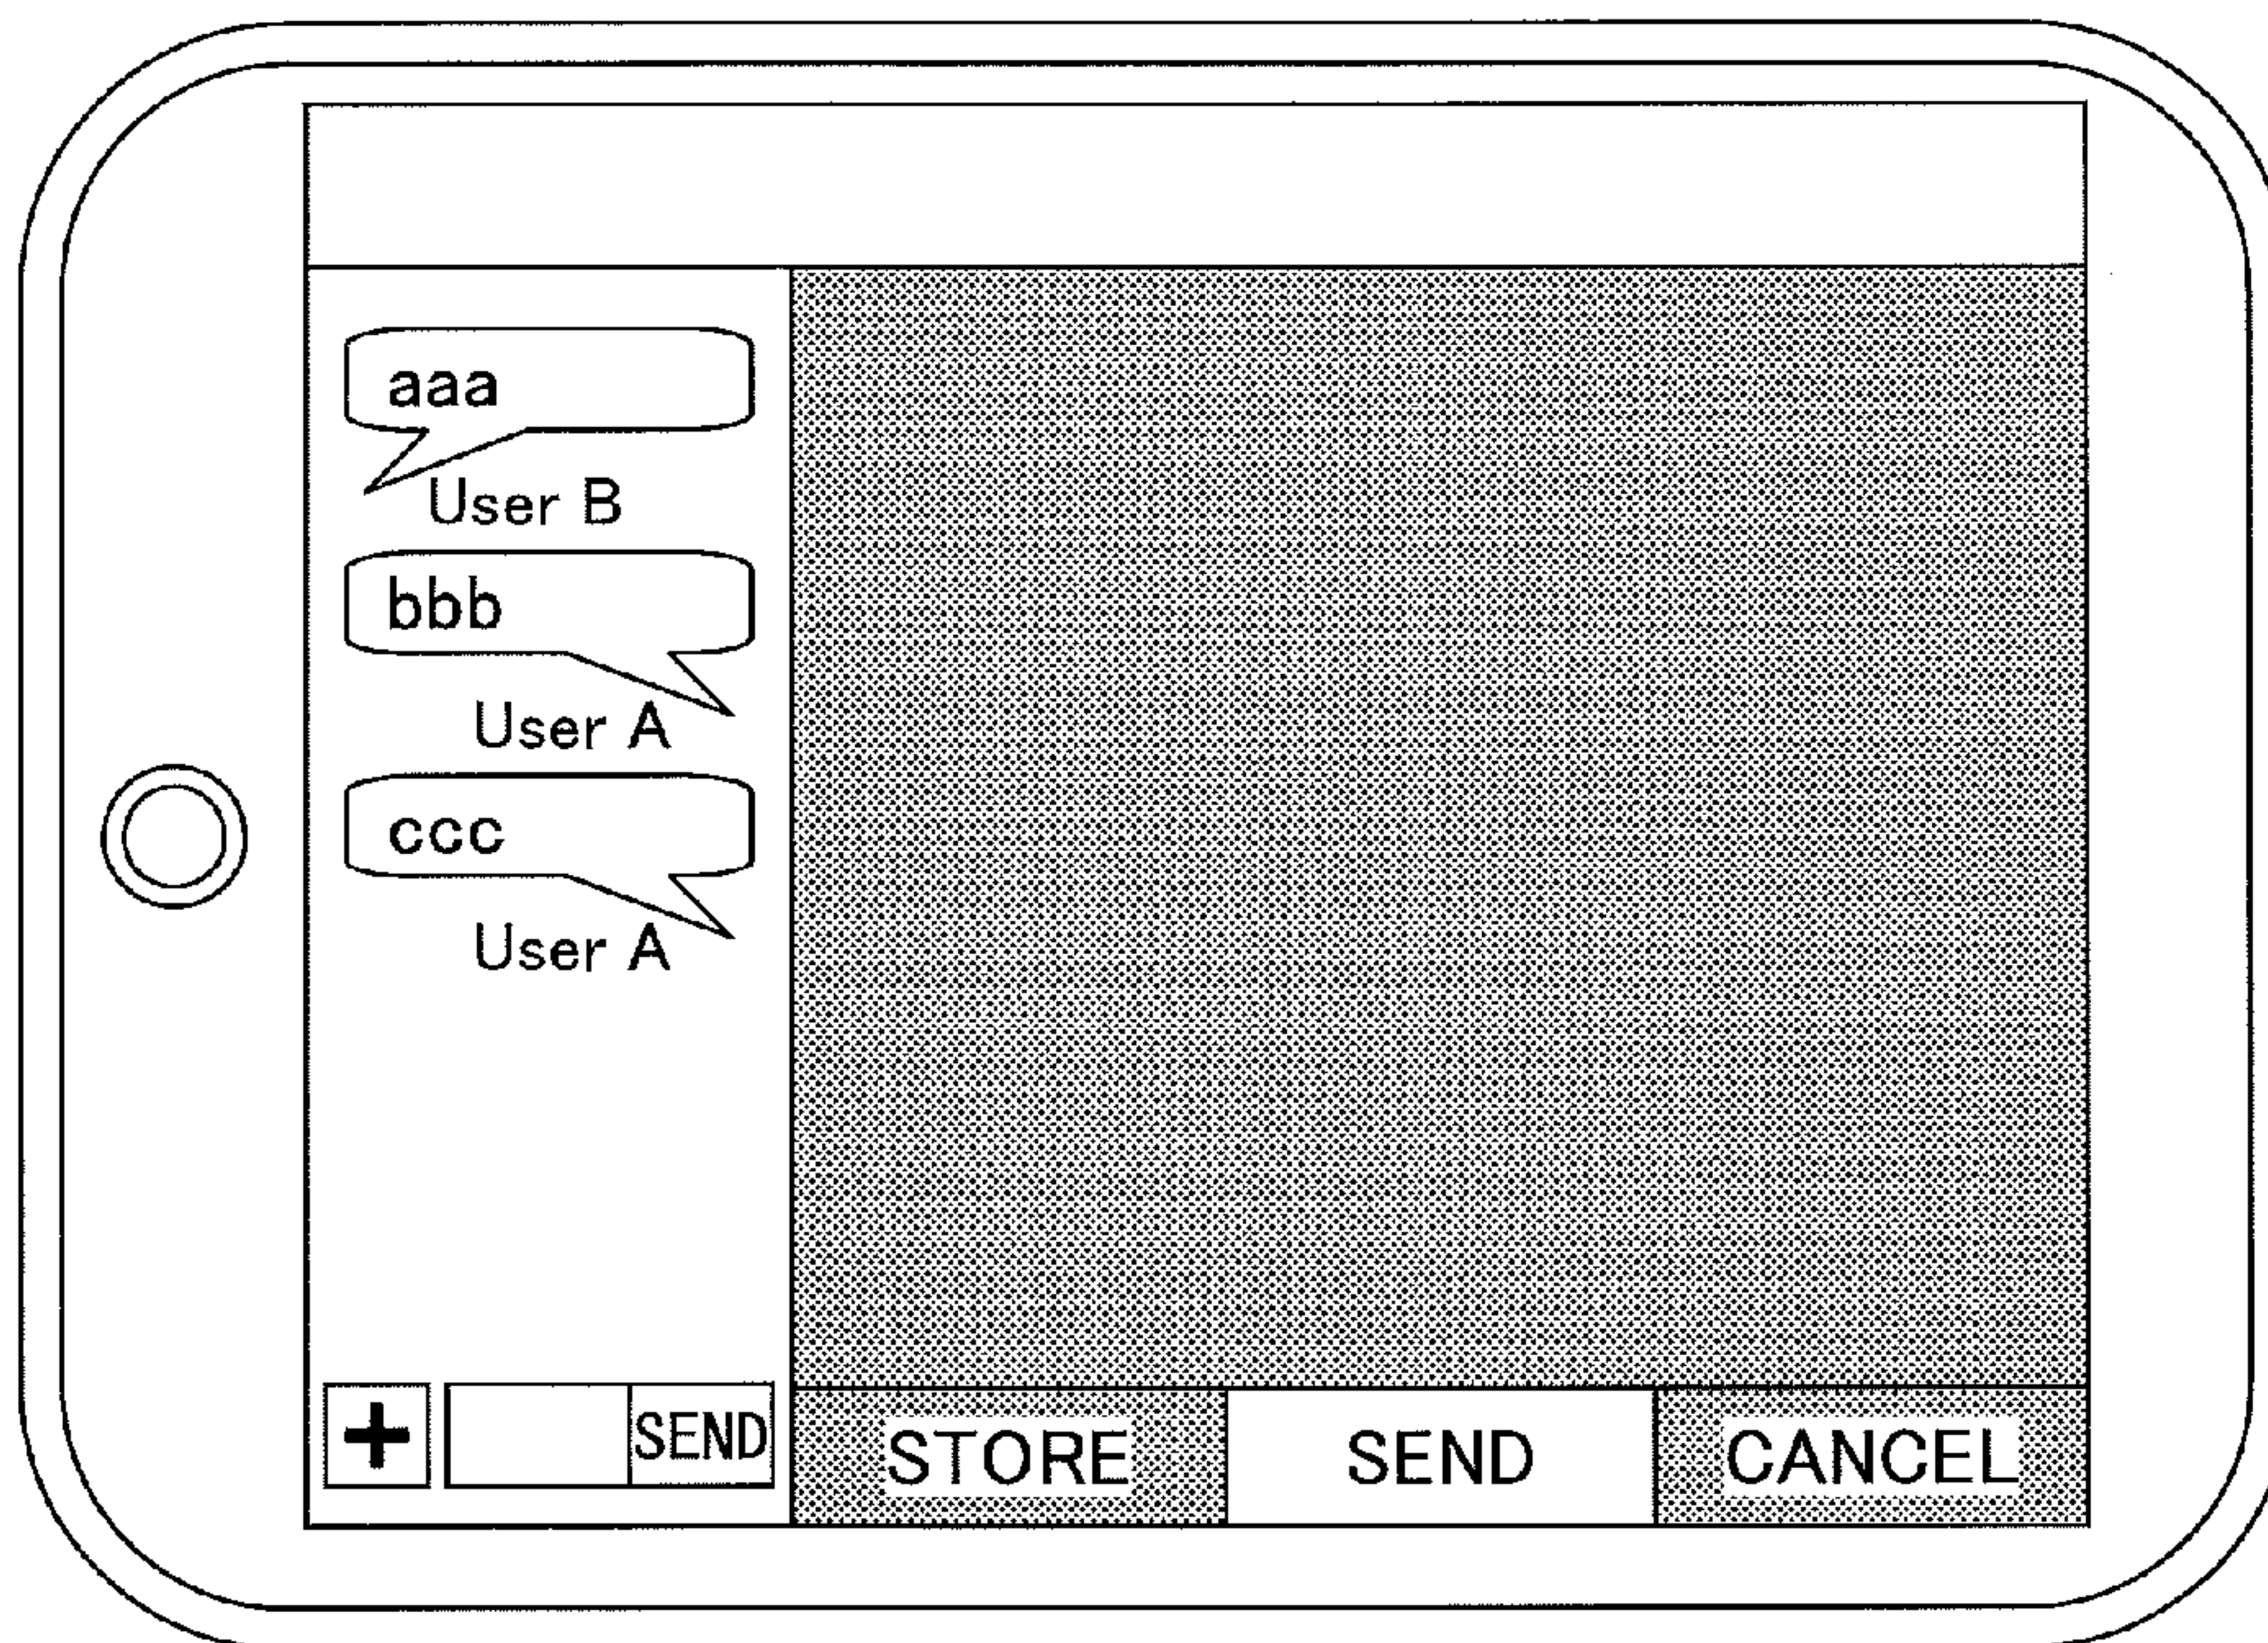 aaa
User B
bbb
User A
ccc
User A
+ SEND
STORE SEND CANCEL